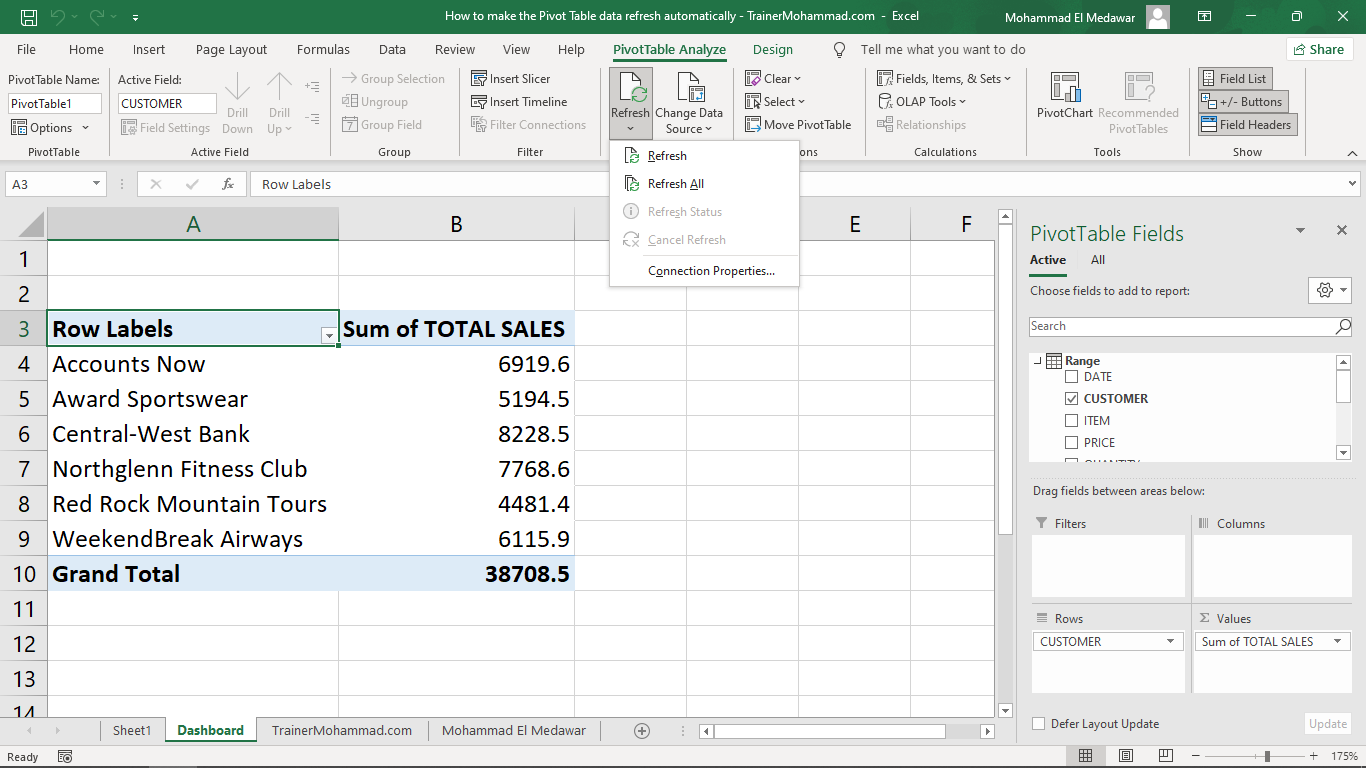 How to make the Pivot Table data refresh automatically - TrainerMohammad.com - Excel
Mohammad El Medawar
File Home Insert Page Layout Formulas Data Review View Help PivotTable Analyze Design Tell me what you want to do Share
PivotTable Name:
PivotTable1
Options
PivotTable
Active Field:
CUSTOMER
Field Settings
Drill Down
Drill Up
Active Field
Group Selection
Ungroup
Group Field
Group
Insert Slicer
Insert Timeline
Filter Connections
Filter
Refresh
Change Data Source
Clear
Select
Move PivotTable
ons
Fields, Items, & Sets
OLAP Tools
Relationships
Calculations
PivotChart
Recommended PivotTables
Tools
Field List
+/- Buttons
Field Headers
Show
Refresh
Refresh All
Refresh Status
Cancel Refresh
Connection Properties...
A3
fx
Row Labels
A B E F
1
2
3 Row Labels Sum of TOTAL SALES
4 Accounts Now 6919.6
5 Award Sportswear 5194.5
6 Central-West Bank 8228.5
7 Northglenn Fitness Club 7768.6
8 Red Rock Mountain Tours 4481.4
9 WeekendBreak Airways 6115.9
10 Grand Total 38708.5
11
12
13
14
PivotTable Fields
Active All
Choose fields to add to report:
Search
Range
DATE
CUSTOMER
ITEM
PRICE
QUANTITY
Drag fields between areas below:
Filters
Columns
Rows
CUSTOMER
Σ Values
Sum of TOTAL SALES
Defer Layout Update
Update
Sheet1 Dashboard TrainerMohammad.com Mohammad El Medawar
Ready
175%